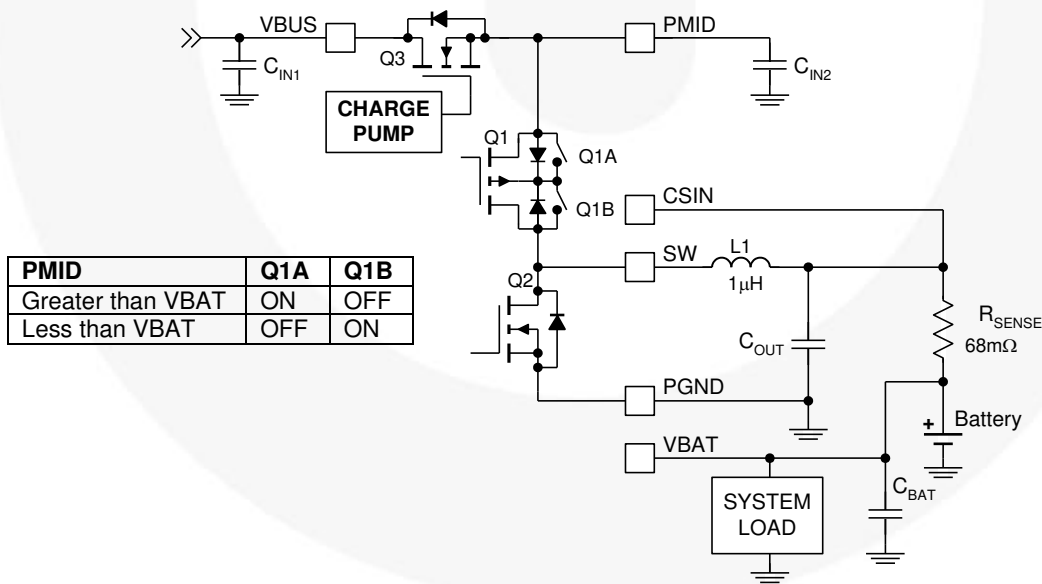 VBUS
PMID
Q3
C_IN1
C_IN2
CHARGE
PUMP
Q1
Q1A
Q1B
CSIN
SW
L1
1μH
PMID Q1A Q1B
Greater than VBAT ON OFF
Less than VBAT OFF ON
Q2
R_SENSE
68mΩ
C_OUT
PGND
+ Battery
VBAT
C_BAT
SYSTEM
LOAD